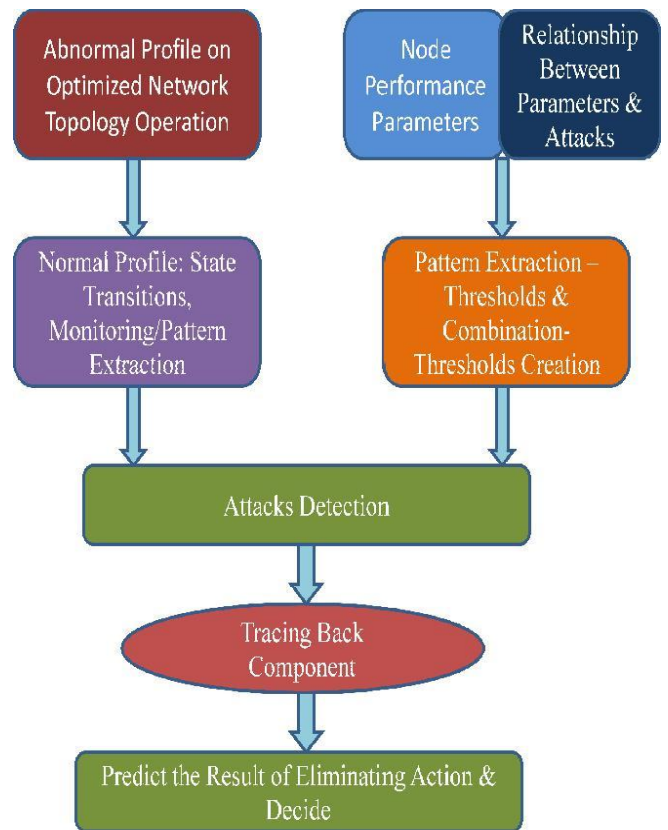 Abnormal Profile on
Optimized Network
Topology Operation
Node
Performance
Parameters
Relationship
Between
Parameters &
Attacks
Normal Profile: State
Transitions,
Monitoring/Pattern
Extraction
Pattern Extraction –
Thresholds &
Combination-
Thresholds Creation
Attacks Detection
Tracing Back
Component
Predict the Result of Eliminating Action &
Decide